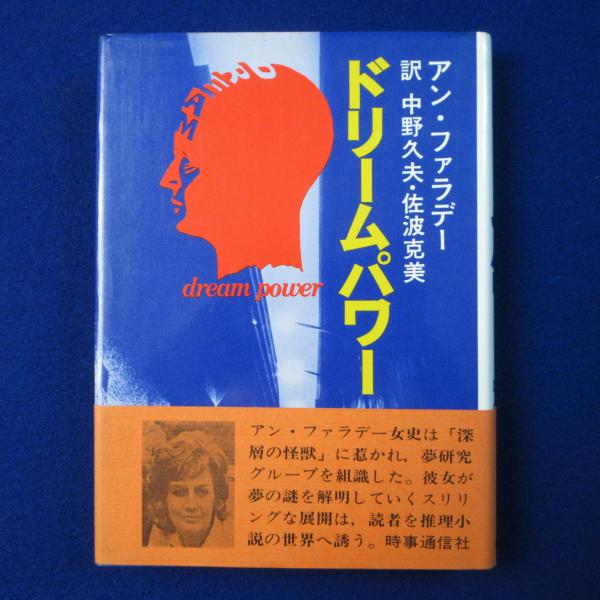 アン・ファラデー
訳 中野久夫・佐波克美
ドリームパワー
dream power
アン・ファラデー女史は「深
層の怪獣」に惹かれ，夢研究
グループを組織した。彼女が
夢の謎を解明していくスリリ
ングな展開は，読者を推理小
説の世界へ誘う。時事通信社